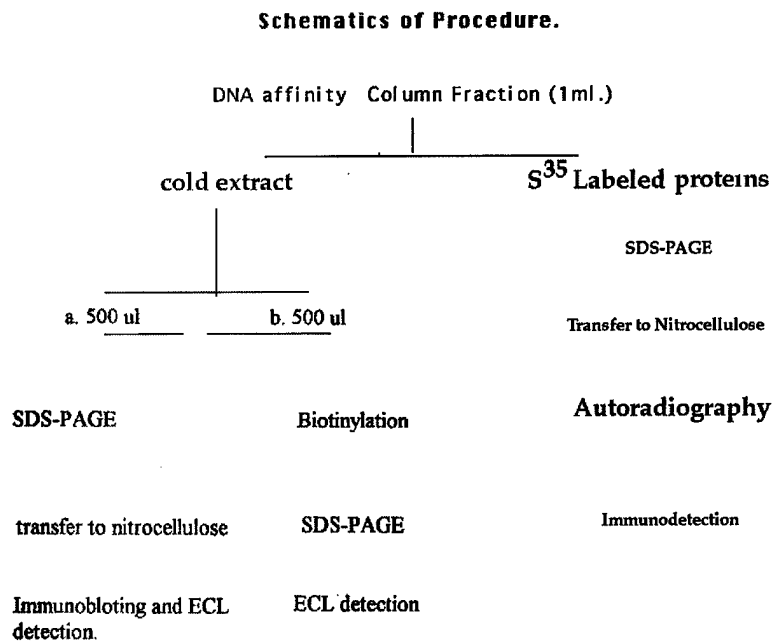 Schematics of Procedure.
DNA affinity Column Fraction (1ml.)
cold extract
S35 Labeled proteins
SDS-PAGE
a. 500 ul
b. 500 ul
Transfer to Nitrocellulose
SDS-PAGE
Biotinylation
Autoradiography
transfer to nitrocellulose
SDS-PAGE
Immunodetection
Immunobloting and ECL
detection.
ECL detection